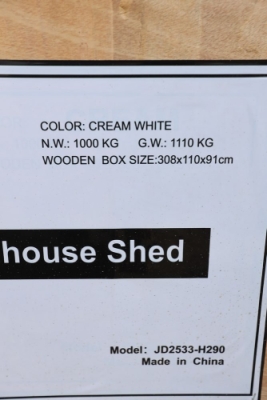 COLOR: CREAM WHITE
N.W.: 1000 KG G.W.: 1110 KG
WOODEN BOX SIZE:308x110x91cm
house Shed
Model: JD2533-H290
Made in China